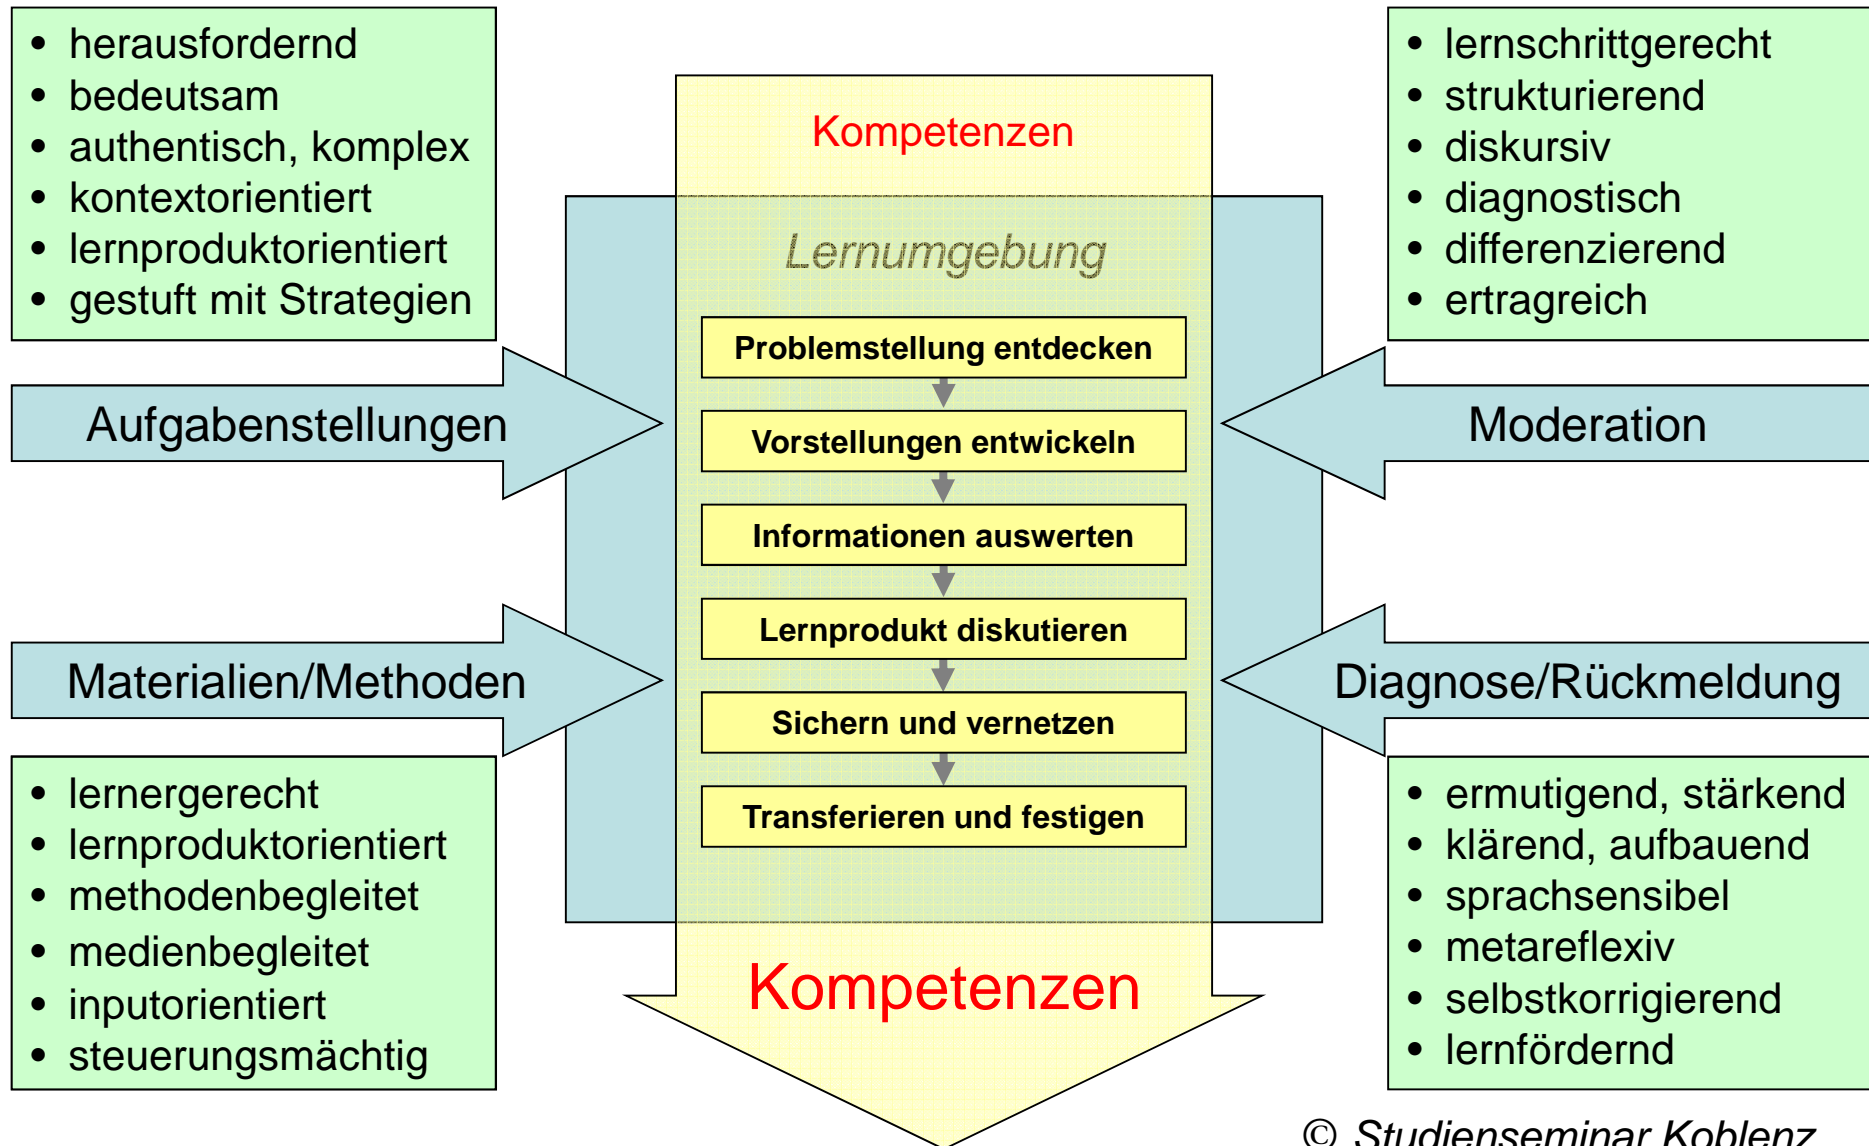 • herausfordernd
• bedeutsam
• authentisch, komplex
• kontextorientiert
• lernproduktorientiert
• gestuft mit Strategien
Aufgabenstellungen
Materialien/Methoden
• lernergerecht
• lernproduktorientiert
• methodenbegleitet
• medienbegleitet
• inputorientiert
• steuerungsmächtig
Kompetenzen
Lernumgebung
Problemstellung entdecken
Vorstellungen entwickeln
Informationen auswerten
Lernprodukt diskutieren
Sichern und vernetzen
Transferieren und festigen
Kompetenzen
• lernschrittgerecht
• strukturierend
• diskursiv
• diagnostisch
• differenzierend
• ertragreich
Moderation
Diagnose/Rückmeldung
• ermutigend, stärkend
• klärend, aufbauend
• sprachsensibel
• metareflexiv
• selbstkorrigierend
• lernfördernd
© Studienseminar Koblenz